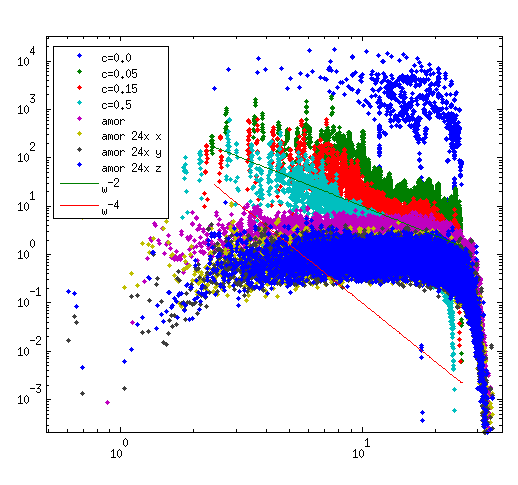 10^4
10^3
10^2
10^1
10^0
10^-1
10^-2
10^-3
c=0.0
c=0.05
c=0.15
c=0.5
amor
amor 24x x
amor 24x y
amor 24x z
w^-2
w^-4
10^0
10^1